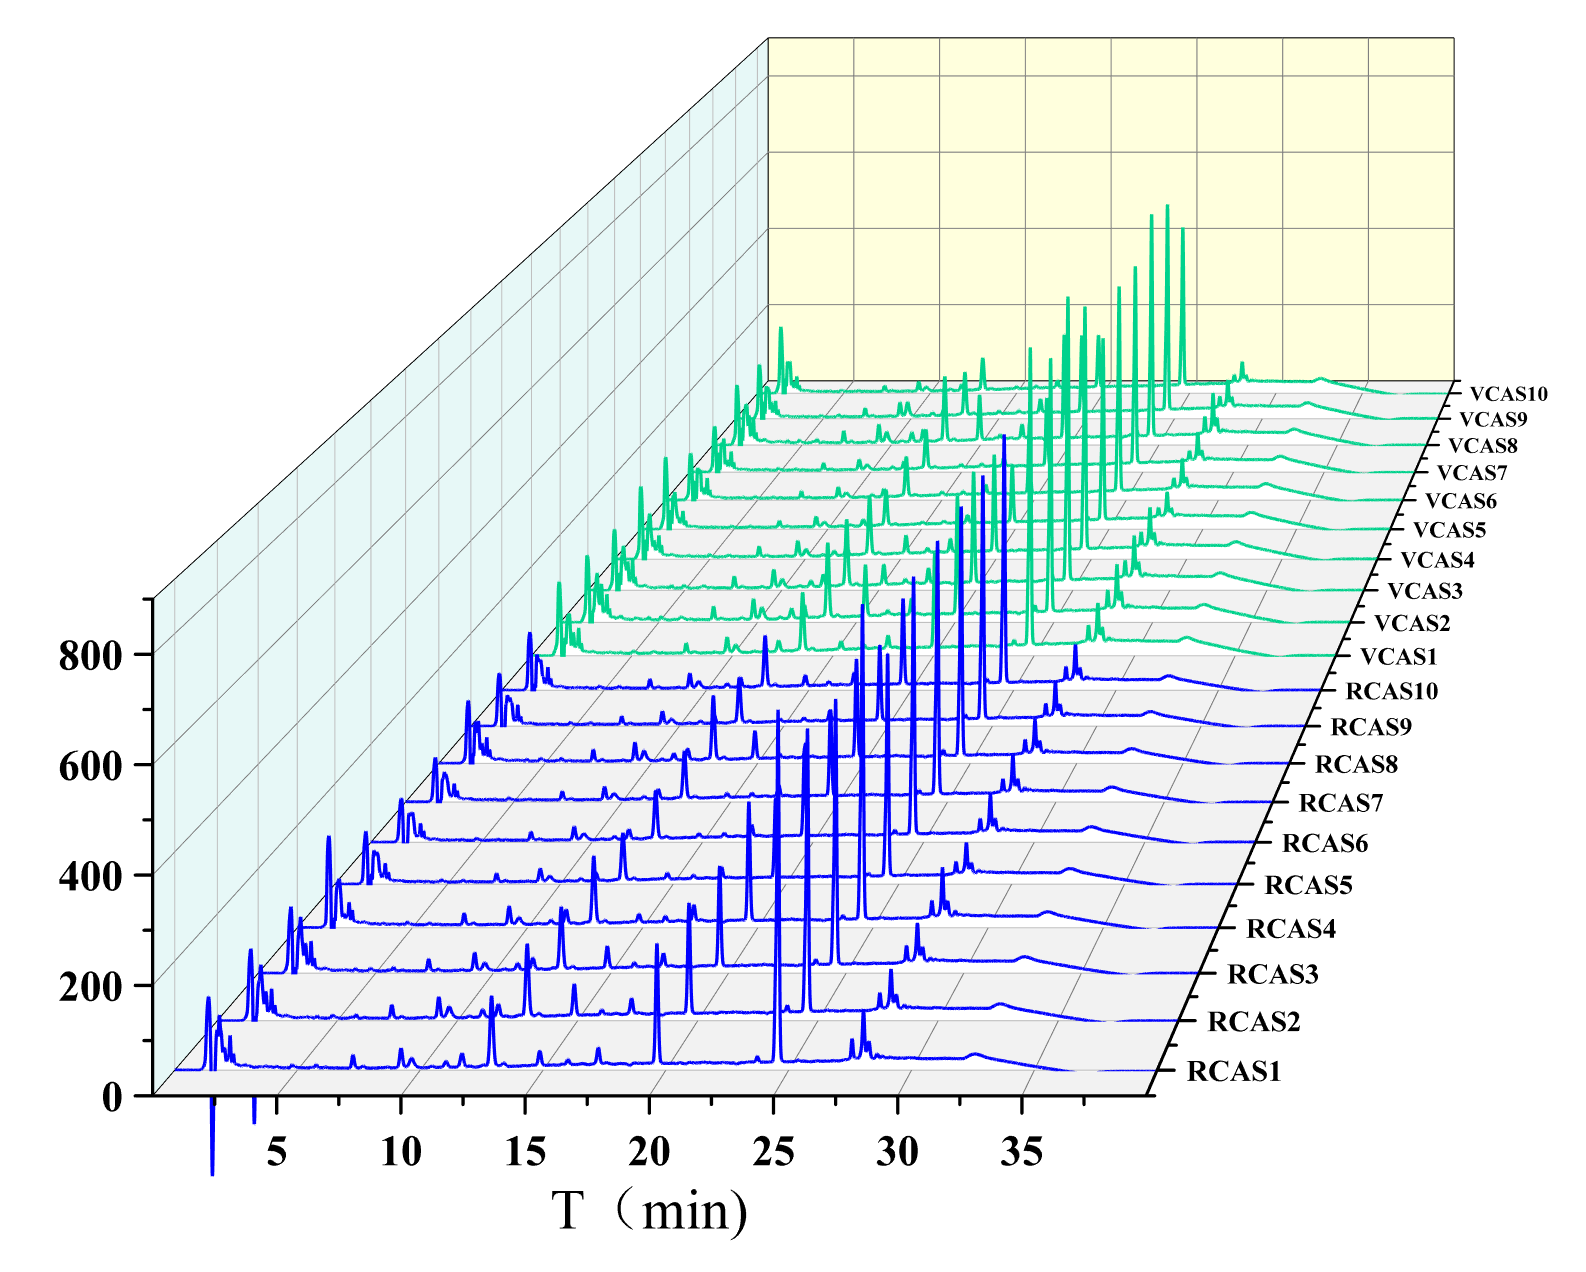 VCAS10
VCAS9
VCAS8
VCAS7
VCAS6
VCAS5
VCAS4
VCAS3
VCAS2
VCAS1
RCAS10
RCAS9
RCAS8
RCAS7
RCAS6
RCAS5
RCAS4
RCAS3
RCAS2
RCAS1
800
600
400
200
0
5 10 15 20 25 30 35
T（min)